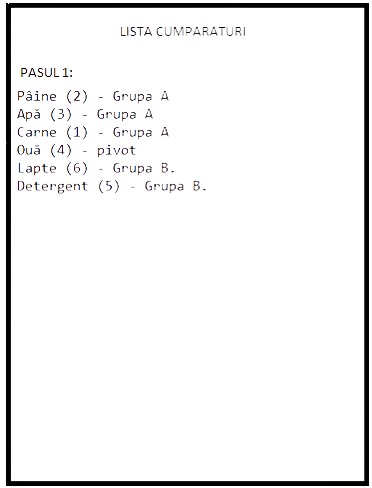 LISTA CUMPARATURI
PASUL 1:
Pâine (2) - Grupa A
Apă (3) - Grupa A
Carne (1) - Grupa A
Ouă (4) - pivot
Lapte (6) - Grupa B.
Detergent (5) - Grupa B.